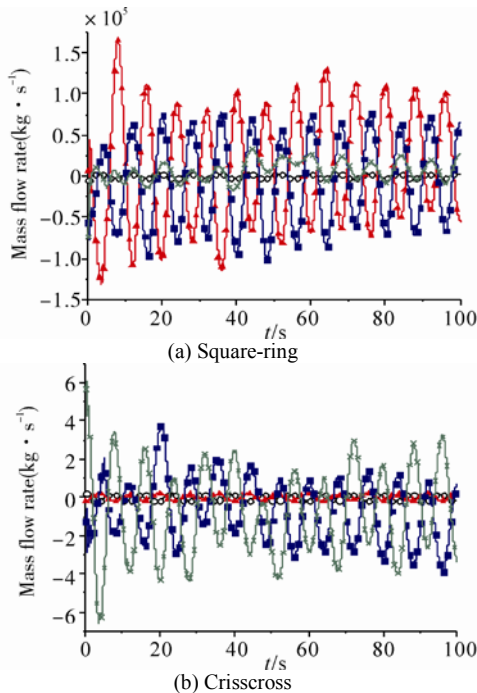 × 10⁵
Mass flow rate(kg・s⁻¹)
1.5
1.0
0.5
0
−0.5
−1.0
−1.5
0 20 40 60 80 100
t/s
(a) Square-ring
Mass flow rate(kg・s⁻¹)
6
4
2
0
−2
−4
−6
0 20 40 60 80 100
t/s
(b) Crisscross